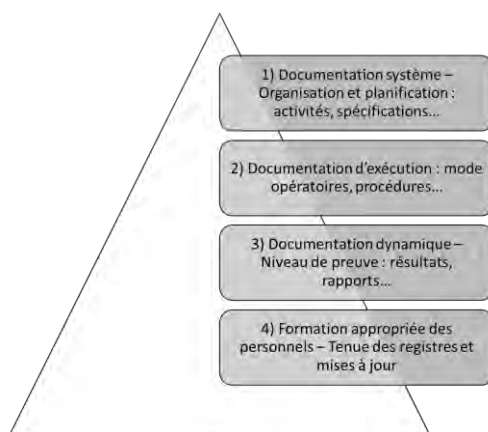 1) Documentation système –
Organisation et planification :
activités, spécifications...
2) Documentation d'exécution : mode
opératoires, procédures...
3) Documentation dynamique –
Niveau de preuve : résultats,
rapports...
4) Formation appropriée des
personnels – Tenue des registres et
mises à jour